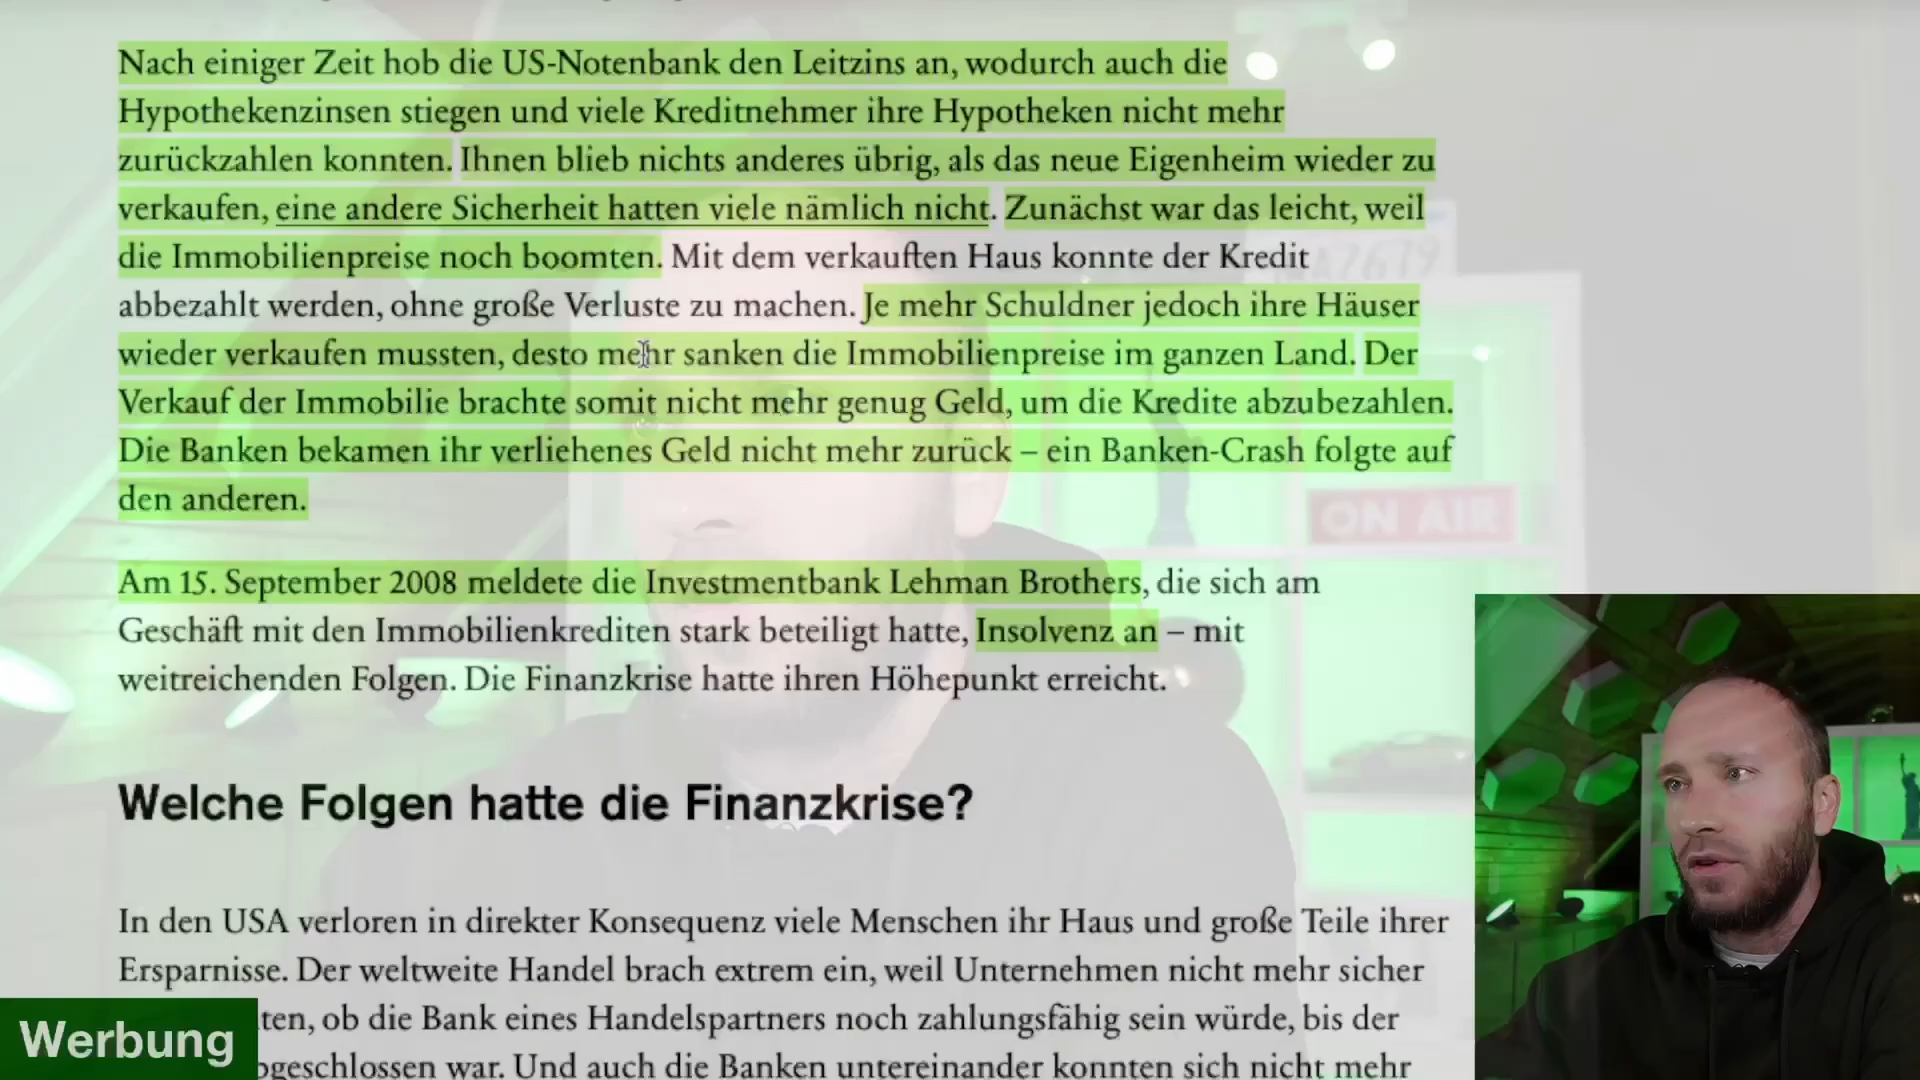 Nach einiger Zeit hob die US-Notenbank den Leitzins an, wodurch auch die
Hypothekenzinsen stiegen und viele Kreditnehmer ihre Hypotheken nicht mehr
zurückzahlen konnten. Ihnen blieb nichts anderes übrig, als das neue Eigenheim wieder zu
verkaufen, eine andere Sicherheit hatten viele nämlich nicht. Zunächst war das leicht, weil
die Immobilienpreise noch boomten. Mit dem verkauften Haus konnte der Kredit
abbezahlt werden, ohne große Verluste zu machen. Je mehr Schuldner jedoch ihre Häuser
wieder verkaufen mussten, desto mehr sanken die Immobilienpreise im ganzen Land. Der
Verkauf der Immobilie brachte somit nicht mehr genug Geld, um die Kredite abzubezahlen.
Die Banken bekamen ihr verliehenes Geld nicht mehr zurück – ein Banken-Crash folgte auf
den anderen.
ON AIR
Am 15. September 2008 meldete die Investmentbank Lehman Brothers, die sich am
Geschäft mit den Immobilienkrediten stark beteiligt hatte, Insolvenz an – mit
weitreichenden Folgen. Die Finanzkrise hatte ihren Höhepunkt erreicht.
Welche Folgen hatte die Finanzkrise?
In den USA verloren in direkter Konsequenz viele Menschen ihr Haus und große Teile ihrer
Ersparnisse. Der weltweite Handel brach extrem ein, weil Unternehmen nicht mehr sicher
ten, ob die Bank eines Handelspartners noch zahlungsfähig sein würde, bis der
geschlossen war. Und auch die Banken untereinander konnten sich nicht mehr
Werbung